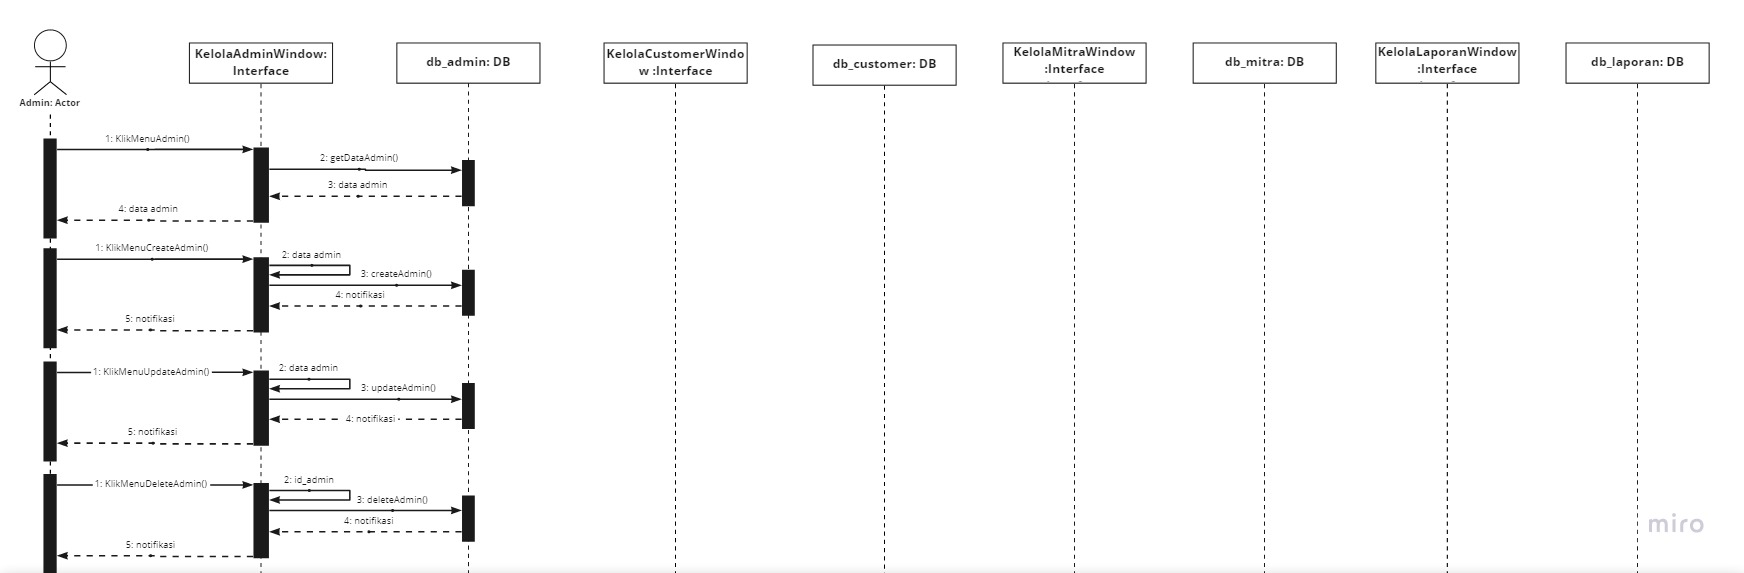 Admin: Actor
KelolaAdminWindow:
Interface
db_admin: DB
KelolaCustomerWindo
w :Interface
db_customer: DB
KelolaMitraWindow
:Interface
db_mitra: DB
KelolaLaporanWindow
:Interface
db_laporan: DB
1: KlikMenuAdmin()
2: getDataAdmin()
3: data admin
4: data admin
1: KlikMenuCreateAdmin()
2: data admin
3: createAdmin()
4: notifikasi
5: notifikasi
1: KlikMenuUpdateAdmin()
2: data admin
3: updateAdmin()
4: notifikasi
5: notifikasi
1: KlikMenuDeleteAdmin()
2: id_admin
3: deleteAdmin()
4: notifikasi
5: notifikasi
miro